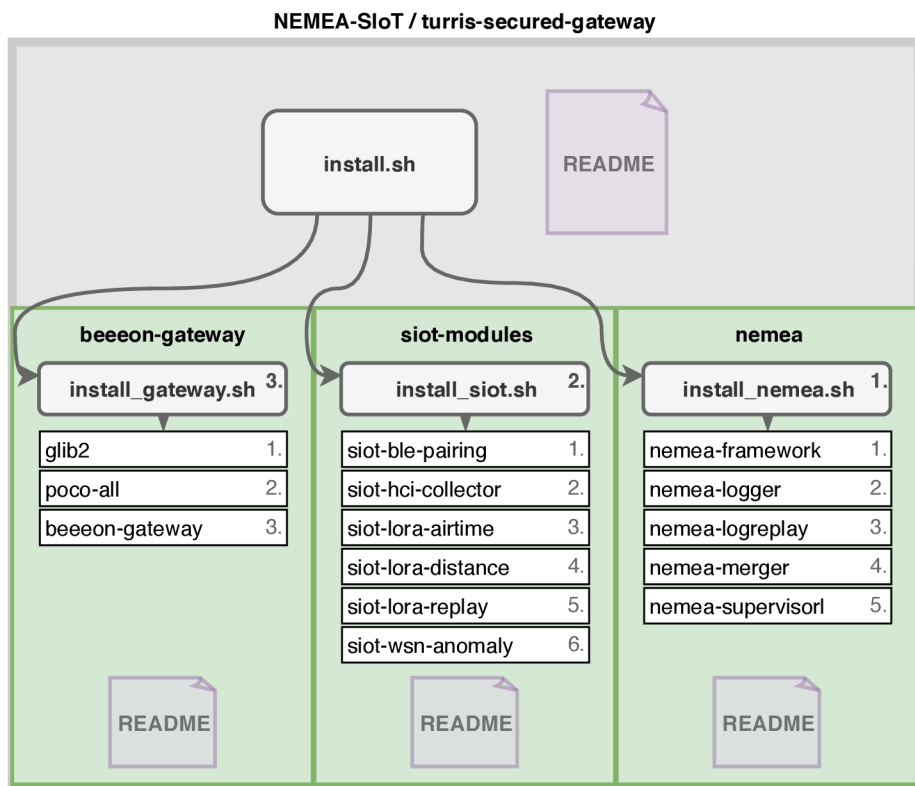 NEMEA-SIoT / turris-secured-gateway
install.sh
README
beeeon-gateway
install_gateway.sh 3.
glib2 1.
poco-all 2.
beeeon-gateway 3.
README
siot-modules
install_siot.sh 2.
siot-ble-pairing 1.
siot-hci-collector 2.
siot-lora-airtime 3.
siot-lora-distance 4.
siot-lora-replay 5.
siot-wsn-anomaly 6.
README
nemea
install_nemea.sh 1.
nemea-framework 1.
nemea-logger 2.
nemea-logreplay 3.
nemea-merger 4.
nemea-supervisorl 5.
README